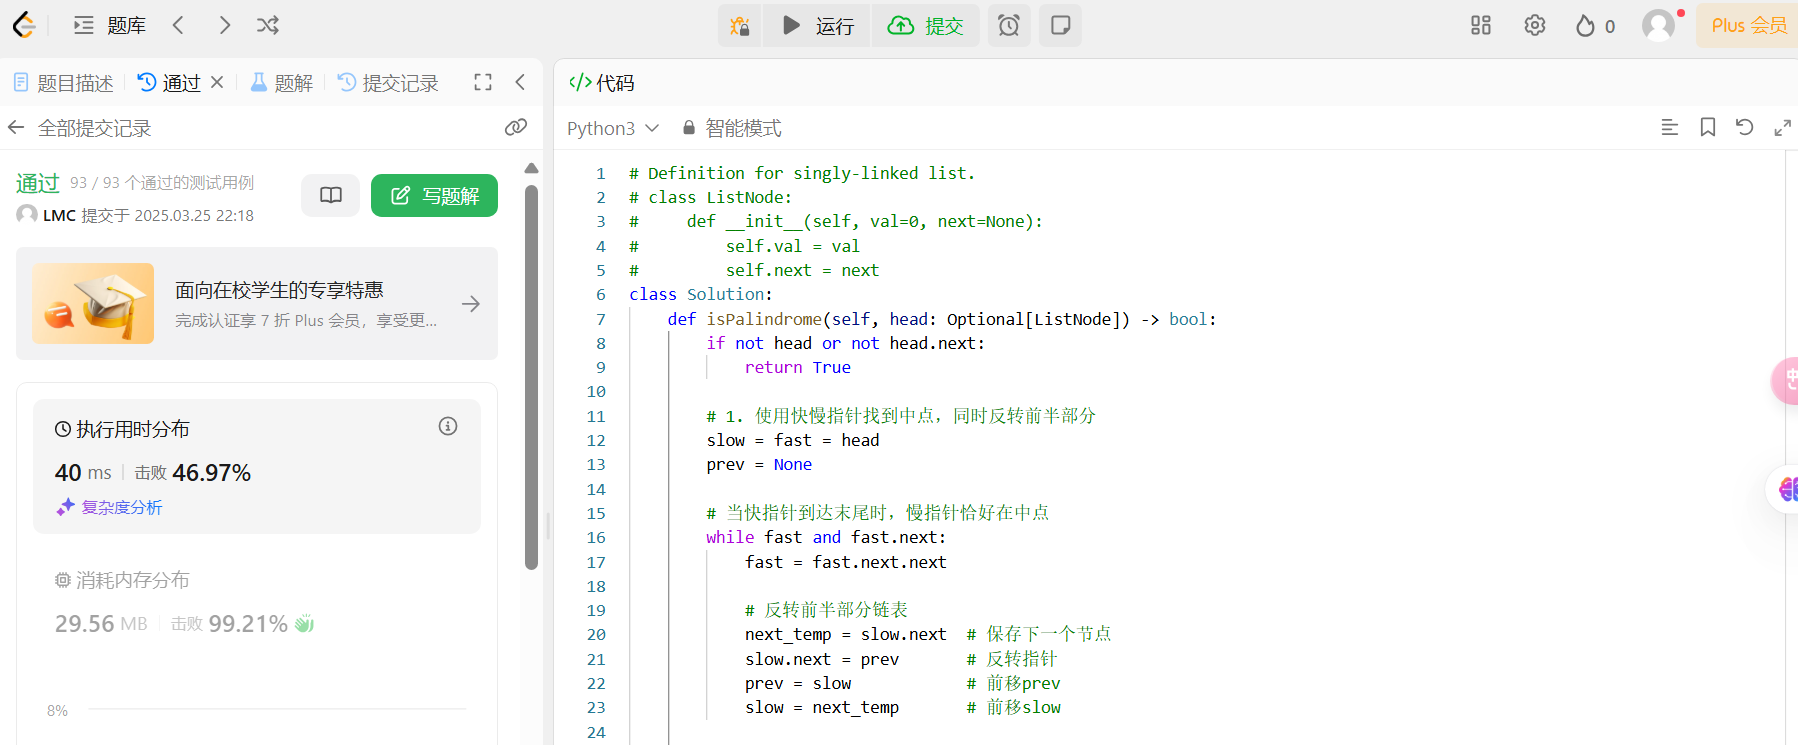 题库
运行
提交
0
Plus 会员
题目描述
通过
题解
提交记录
代码
全部提交记录
Python3
智能模式
通过 93 / 93 个通过的测试用例
LMC 提交于 2025.03.25 22:18
写题解
面向在校学生的专享特惠
完成认证享 7 折 Plus 会员，享受更...
执行用时分布
40 ms 击败 46.97%
复杂度分析
消耗内存分布
29.56 MB 击败 99.21%
8%
1 # Definition for singly-linked list.
2 # class ListNode:
3 #     def __init__(self, val=0, next=None):
4 #         self.val = val
5 #         self.next = next
6 class Solution:
7     def isPalindrome(self, head: Optional[ListNode]) -> bool:
8         if not head or not head.next:
9             return True
10
11         # 1. 使用快慢指针找到中点，同时反转前半部分
12         slow = fast = head
13         prev = None
14
15         # 当快指针到达末尾时，慢指针恰好在中点
16         while fast and fast.next:
17             fast = fast.next.next
18
19             # 反转前半部分链表
20             next_temp = slow.next  # 保存下一个节点
21             slow.next = prev       # 反转指针
22             prev = slow            # 前移prev
23             slow = next_temp       # 前移slow
24